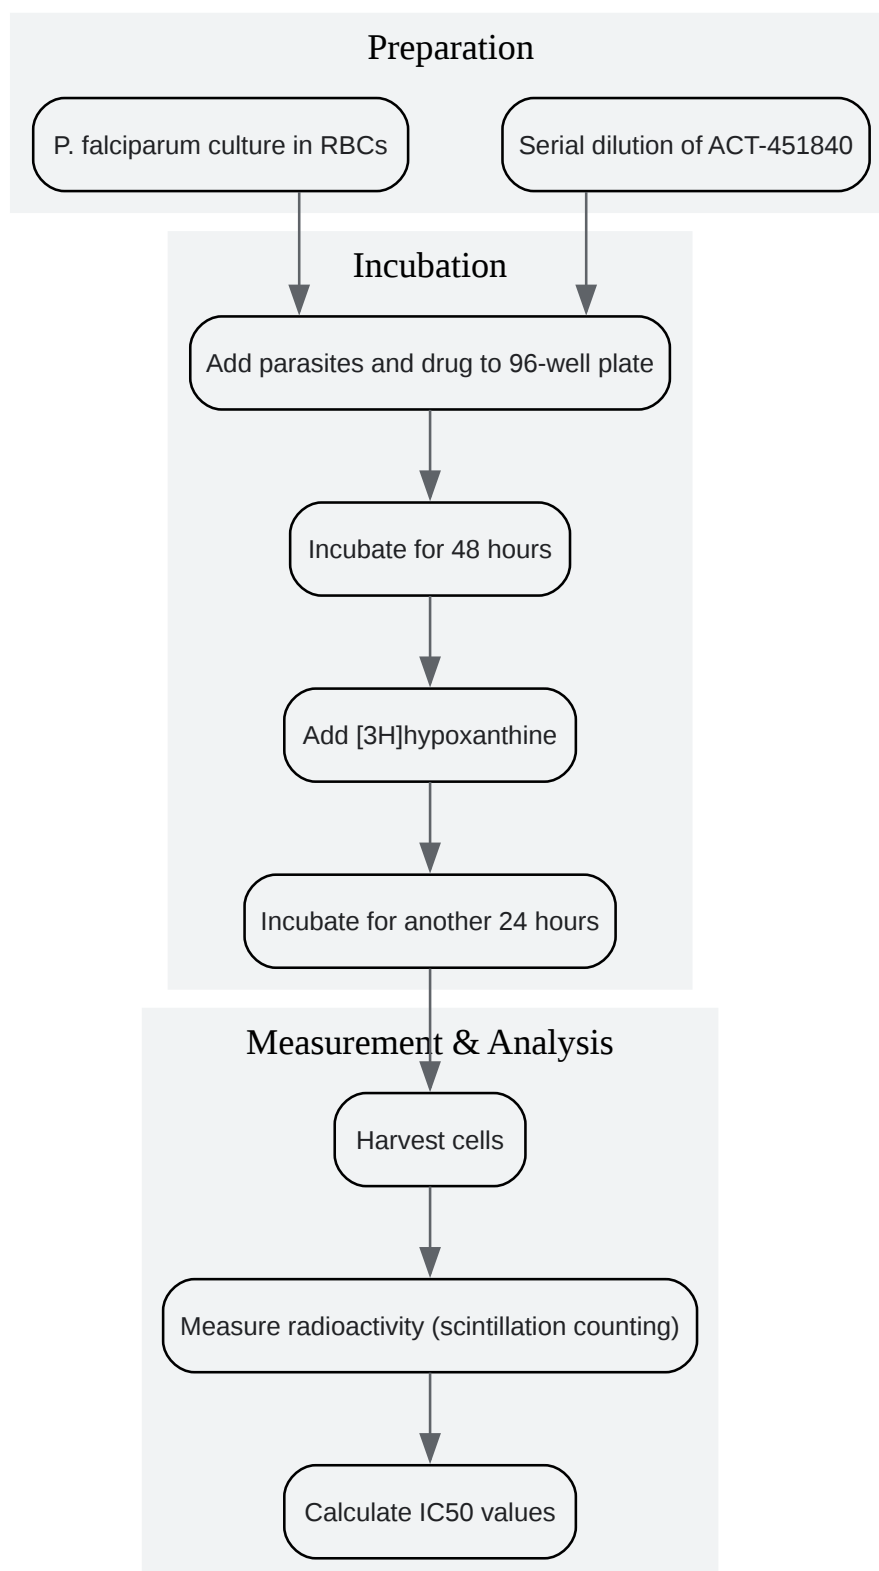 Preparation
P. falciparum culture in RBCs
Serial dilution of ACT-451840
Incubation
Add parasites and drug to 96-well plate
Incubate for 48 hours
Add [3H]hypoxanthine
Incubate for another 24 hours
Measurement & Analysis
Harvest cells
Measure radioactivity (scintillation counting)
Calculate IC50 values